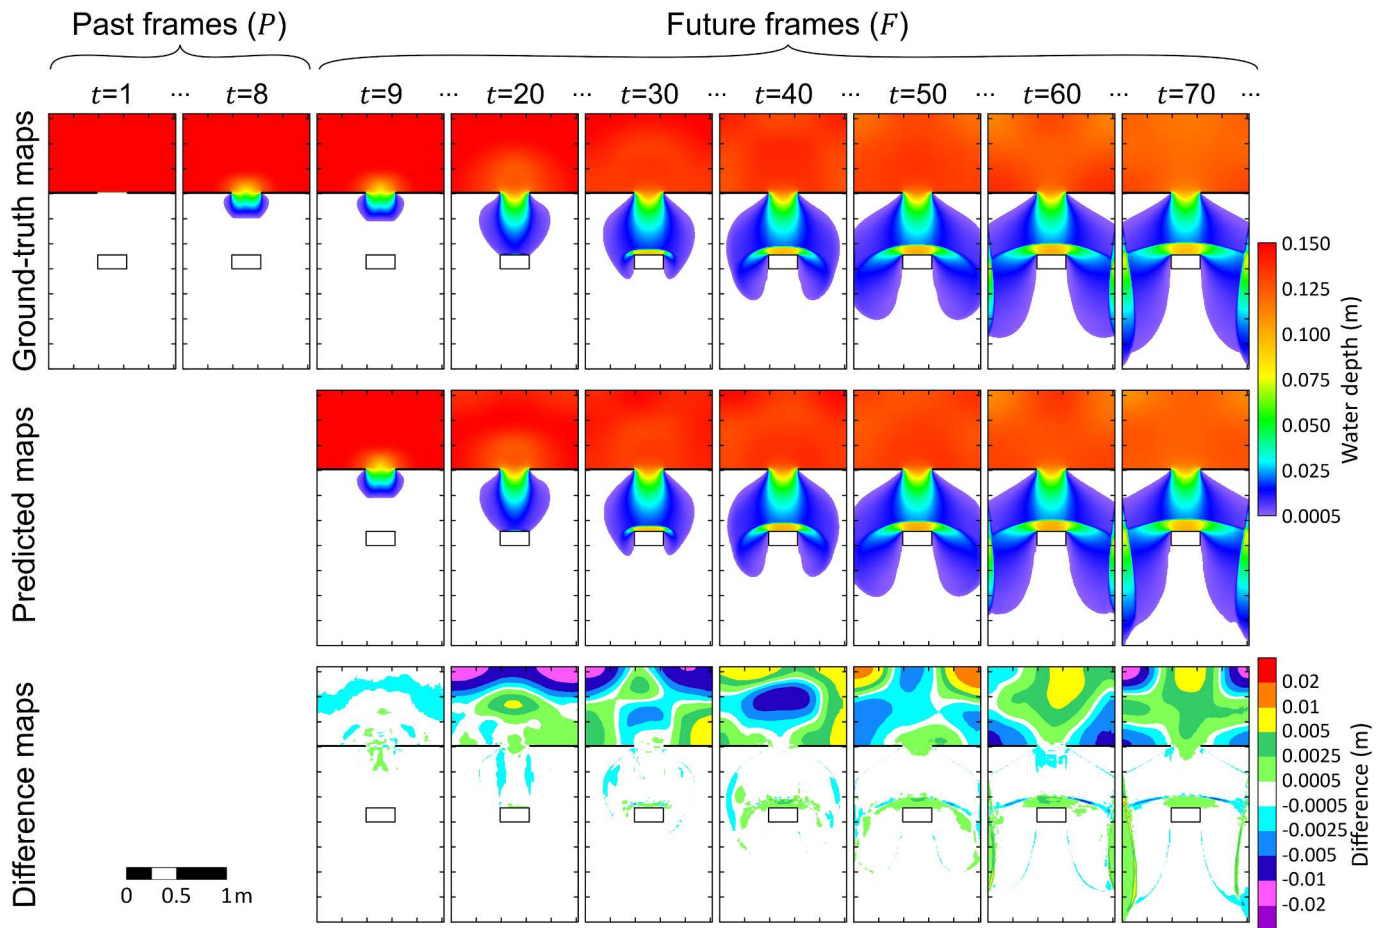 Past frames (P)
Future frames (F)
t=1 ... t=8 t=9 ... t=20 ... t=30 ... t=40 ... t=50 ... t=60 ... t=70 ...
Ground-truth maps
0.150
0.125
0.100
0.075
0.050
0.025
0.0005
Water depth (m)
Predicted maps
Difference maps
0.02
0.01
0.005
0.0025
0.0005
-0.0005
-0.0025
-0.005
-0.01
-0.02
Difference (m)
0 0.5 1m